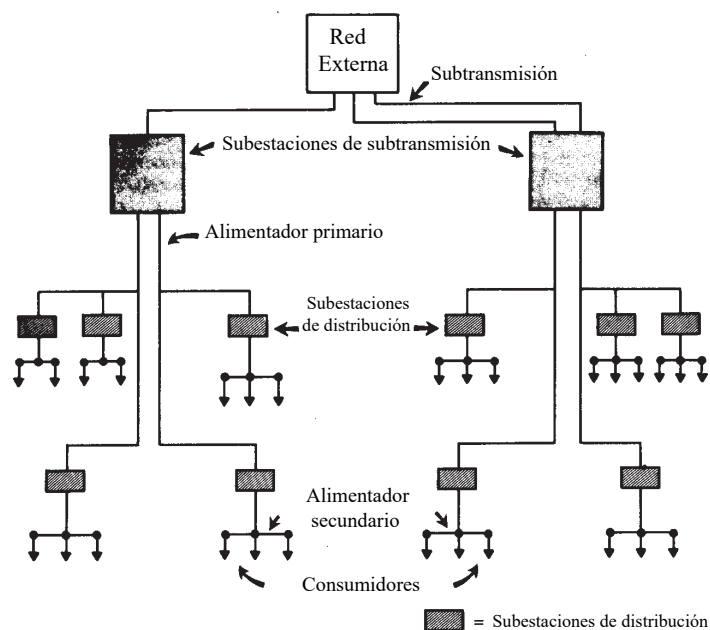 Red
Externa
Subtransmisión
Subestaciones de subtransmisión
Alimentador primario
Subestaciones
de distribución
Alimentador
secundario
Consumidores
= Subestaciones de distribución